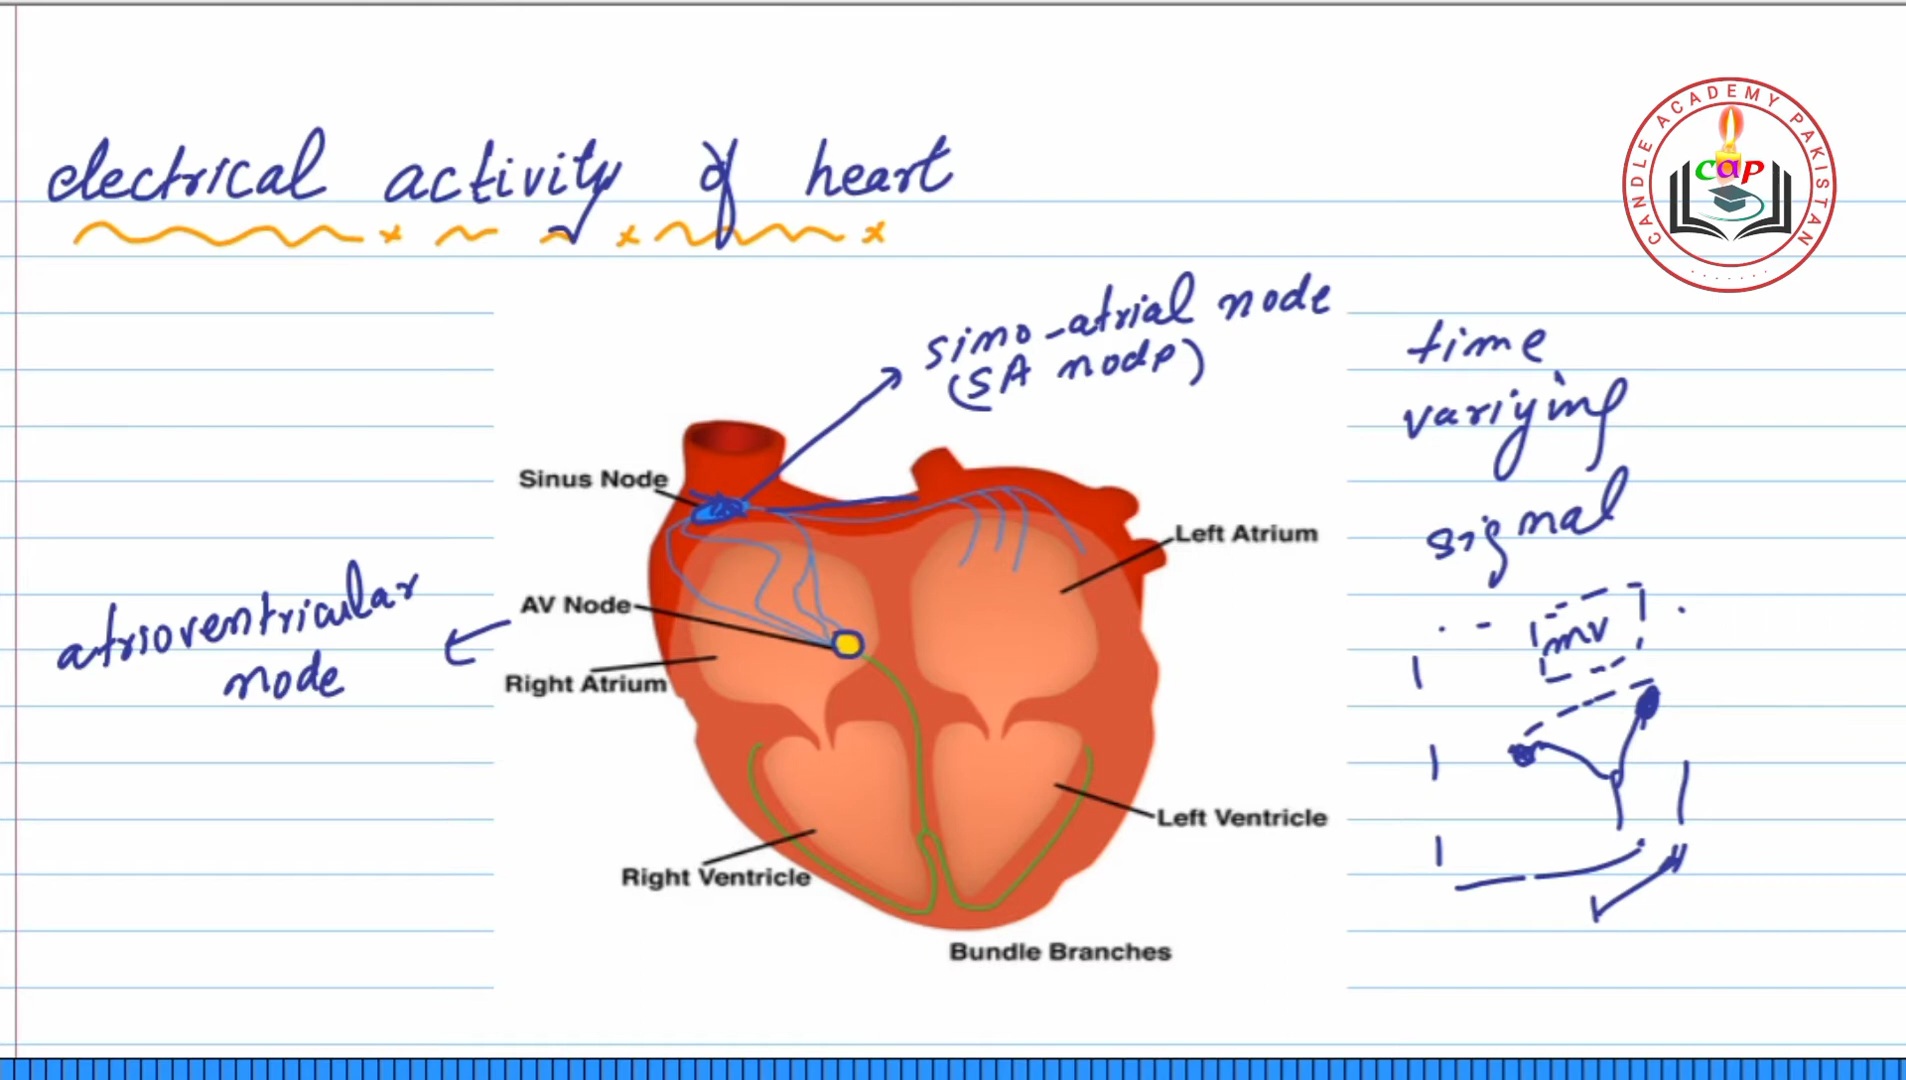 electrical activity of heart
CANDLE ACADEMY PAKISTAN
cap
sino-atrial node
(SA node)
time
variying
signal
mv
Sinus Node
Left Atrium
AV Node
atrioventricular
node
Right Atrium
Left Ventricle
Right Ventricle
Bundle Branches